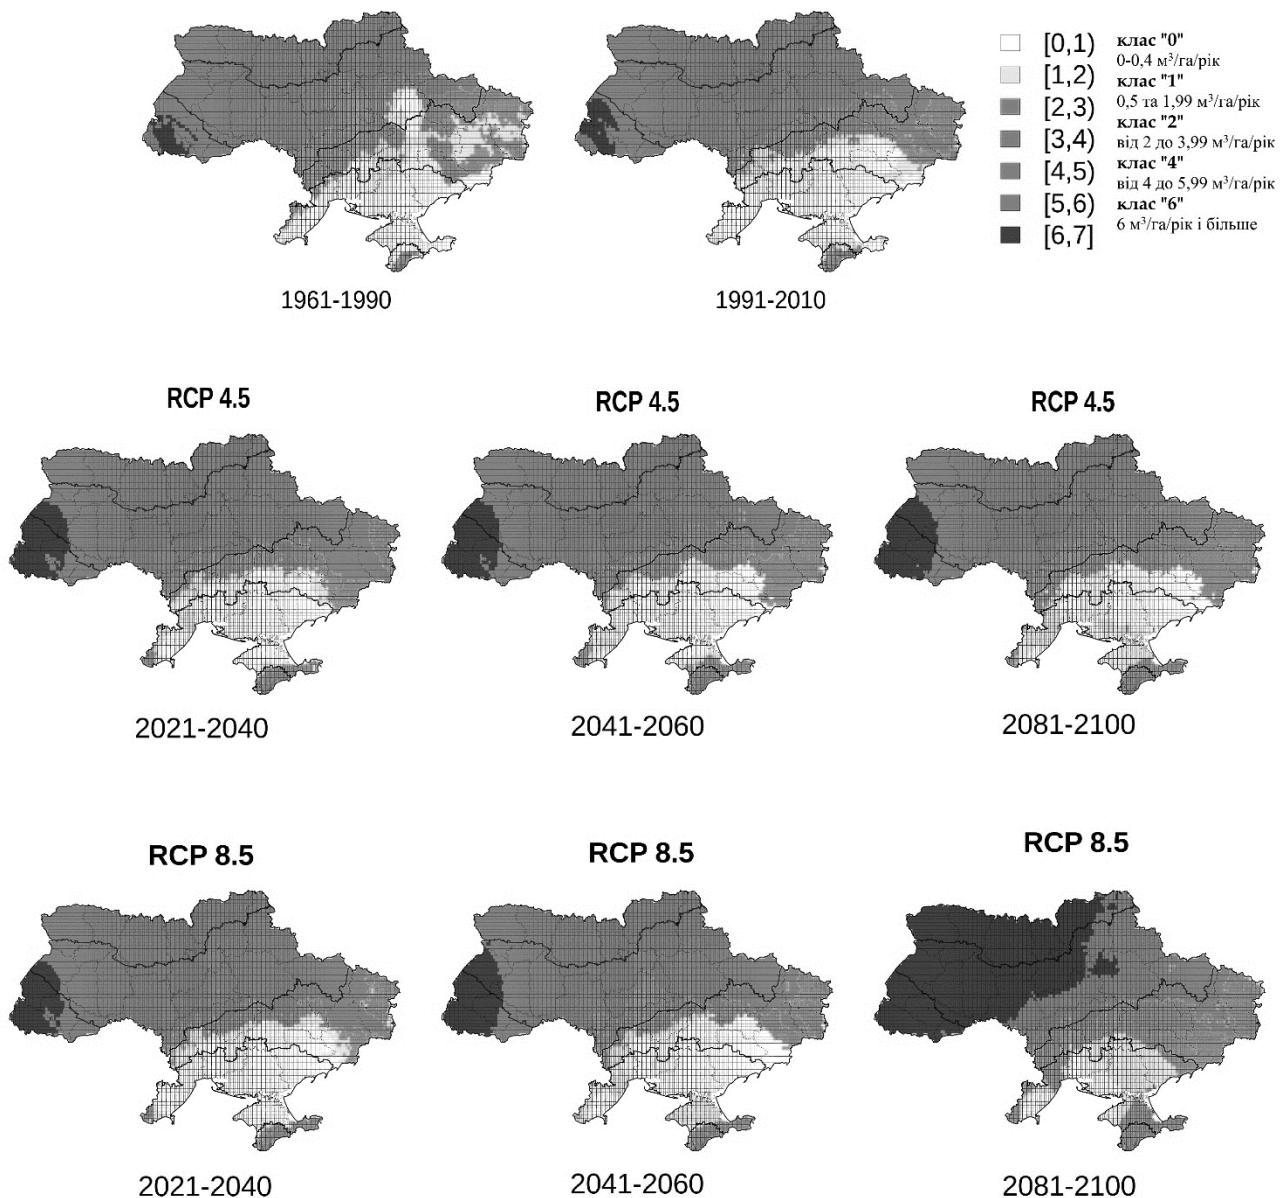 [0,1)
[1,2)
[2,3)
[3,4)
[4,5)
[5,6)
[6,7]
клас "0"
0-0,4 м³/га/рік
клас "1"
0,5 та 1,99 м³/га/рік
клас "2"
від 2 до 3,99 м³/га/рік
клас "4"
від 4 до 5,99 м³/га/рік
клас "6"
6 м³/га/рік і більше
1961-1990
1991-2010
RCP 4.5
RCP 4.5
RCP 4.5
2021-2040
2041-2060
2081-2100
RCP 8.5
RCP 8.5
RCP 8.5
2021-2040
2041-2060
2081-2100